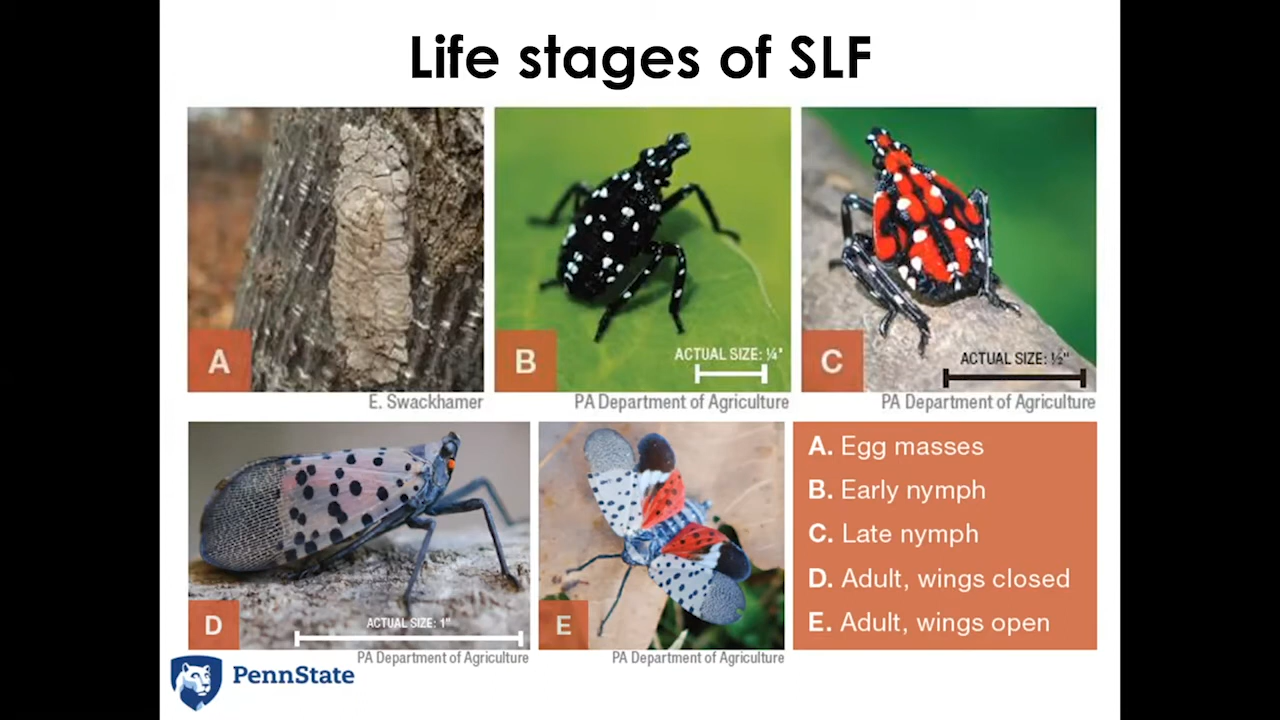 Life stages of SLF
A
B
ACTUAL SIZE: ¼"
C
ACTUAL SIZE: ½"
E. Swackhamer
PA Department of Agriculture
PA Department of Agriculture
D
ACTUAL SIZE: 1"
E
PA Department of Agriculture
PA Department of Agriculture
A. Egg masses
B. Early nymph
C. Late nymph
D. Adult, wings closed
E. Adult, wings open
PennState